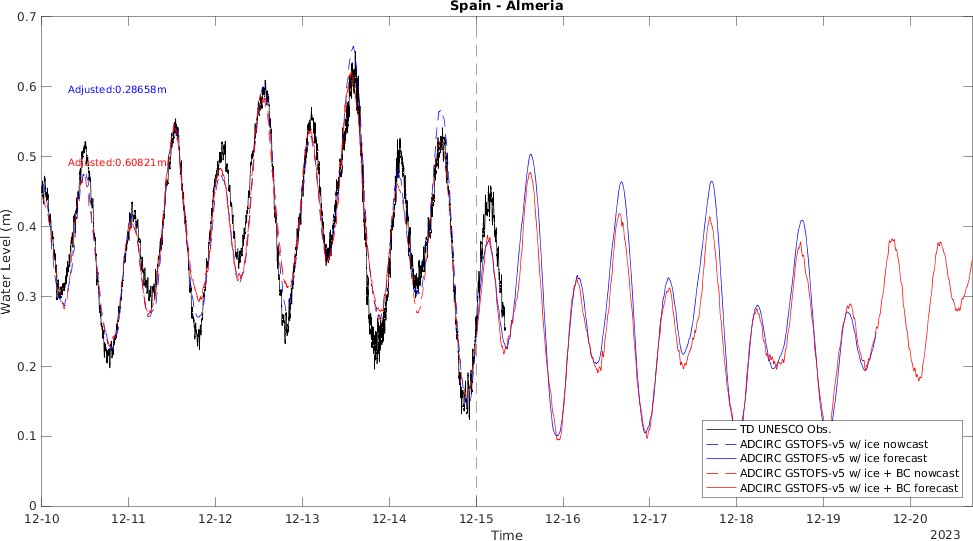 Spain - Almeria
0.7
0.6
0.5
0.4
0.3
0.2
0.1
0
Water Level (m)
Adjusted:0.28658m
Adjusted:0.60821m
TD UNESCO Obs.
ADCIRC GSTOFS-v5 w/ ice nowcast
ADCIRC GSTOFS-v5 w/ ice forecast
ADCIRC GSTOFS-v5 w/ ice + BC nowcast
ADCIRC GSTOFS-v5 w/ ice + BC forecast
12-10 12-11 12-12 12-13 12-14 12-15 12-16 12-17 12-18 12-19 12-20
Time
2023